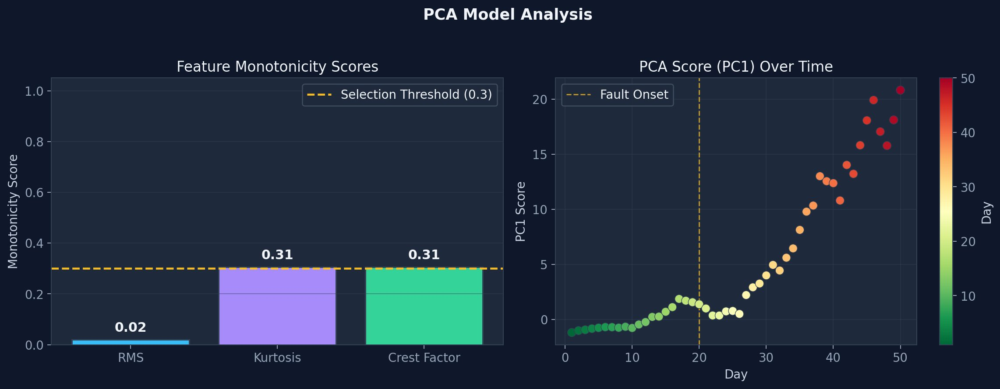 PCA Model Analysis
Feature Monotonicity Scores
Selection Threshold (0.3)
Monotonicity Score
1.0
0.8
0.6
0.4
0.2
0.0
0.02
0.31
0.31
RMS
Kurtosis
Crest Factor
PCA Score (PC1) Over Time
Fault Onset
PC1 Score
20
15
10
5
0
0
10
20
30
40
50
Day
50
40
30
20
10
Day